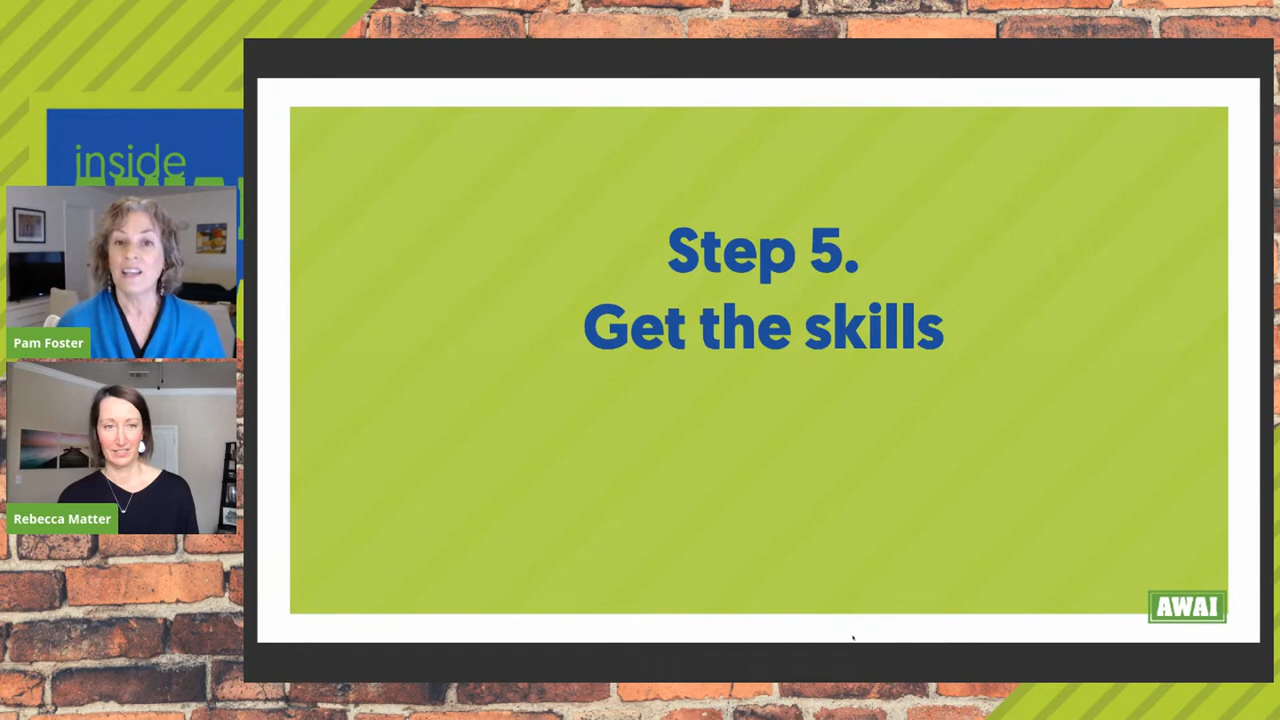 inside
Pam Foster
Rebecca Matter
Step 5.
Get the skills
AWAI